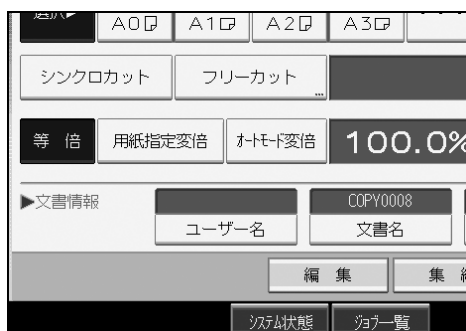 選択▶
A0 A1 A2 A3
シンクロカット フリーカット
等倍 用紙指定変倍 オートモード変倍 100.0%
▶文書情報 COPY0008
ユーザー名 文書名
編集 集
システム状態 ジョブ一覧